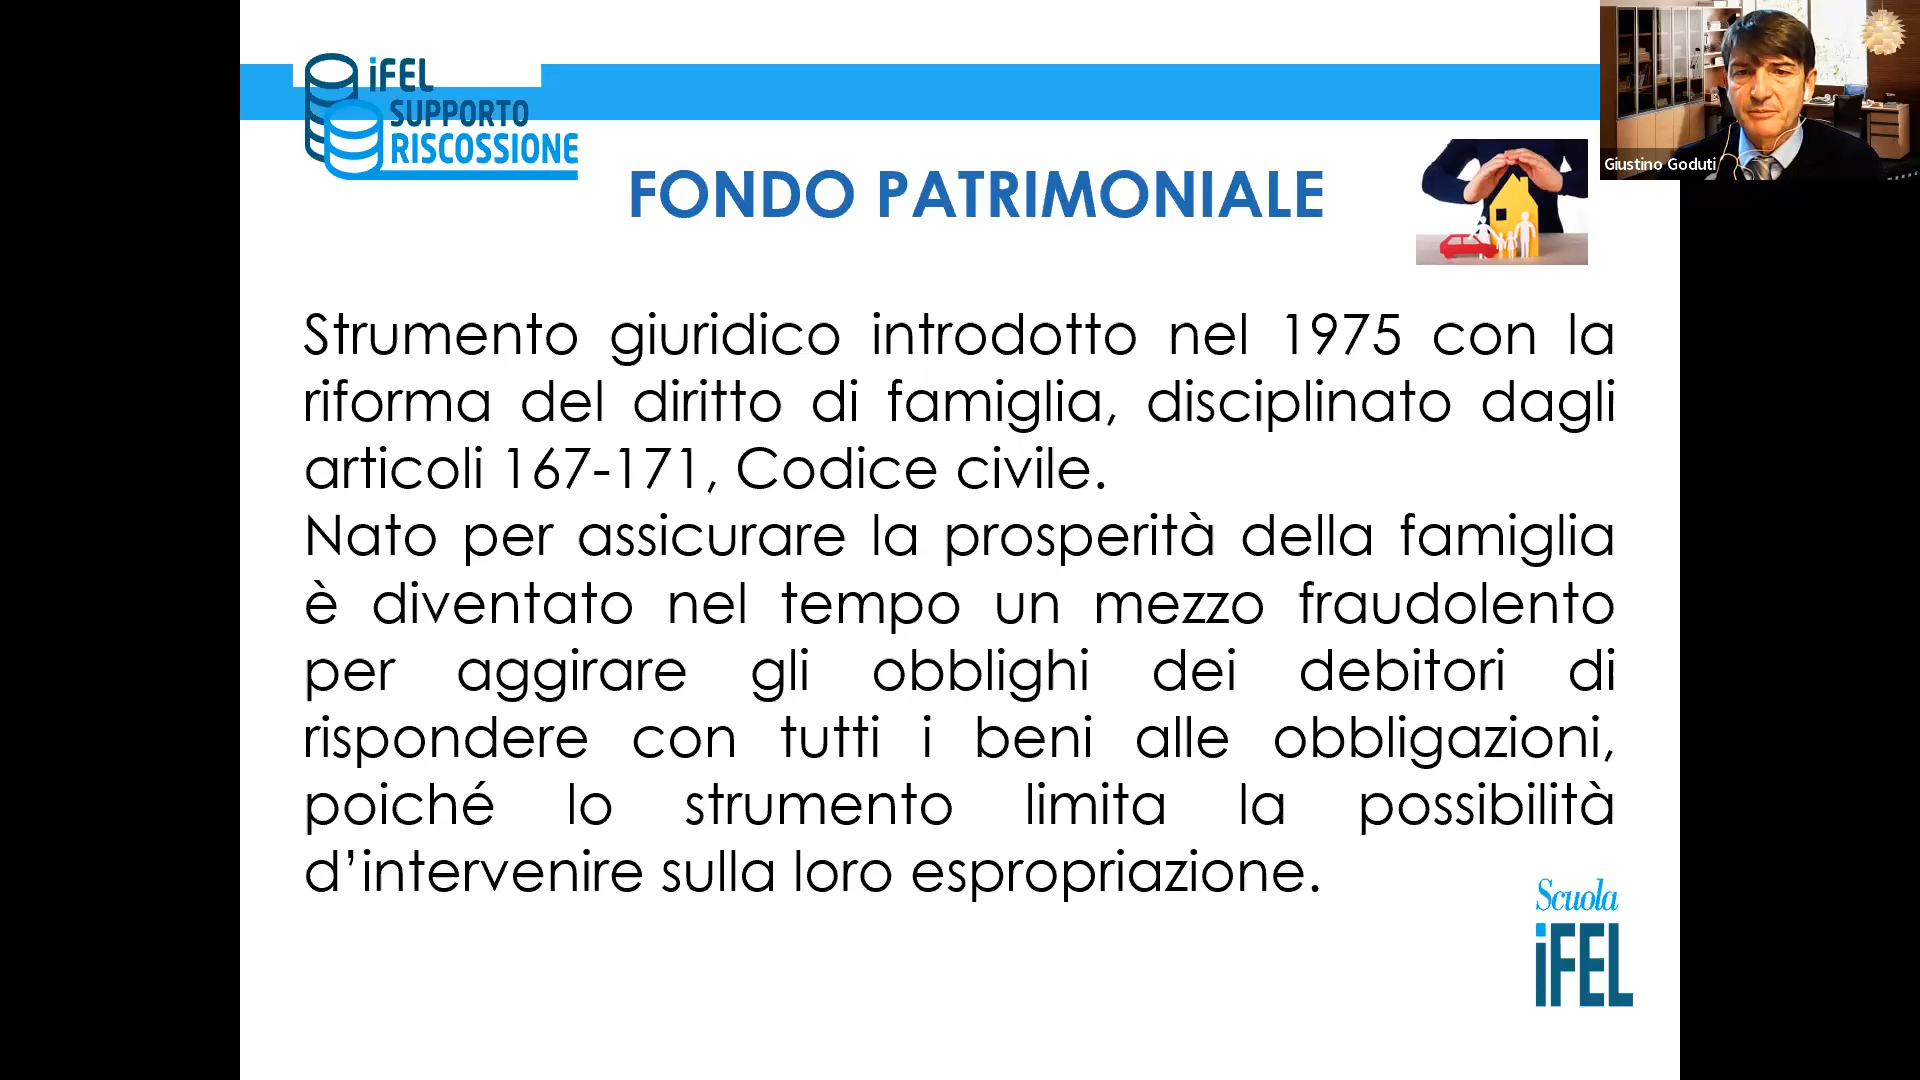 iFEL
SUPPORTO
RISCOSSIONE
Giustino Goduti
FONDO PATRIMONIALE
Strumento giuridico introdotto nel 1975 con la
riforma del diritto di famiglia, disciplinato dagli
articoli 167-171, Codice civile.
Nato per assicurare la prosperità della famiglia
è diventato nel tempo un mezzo fraudolento
per aggirare gli obblighi dei debitori di
rispondere con tutti i beni alle obbligazioni,
poiché lo strumento limita la possibilità
d’intervenire sulla loro espropriazione.
Scuola
iFEL